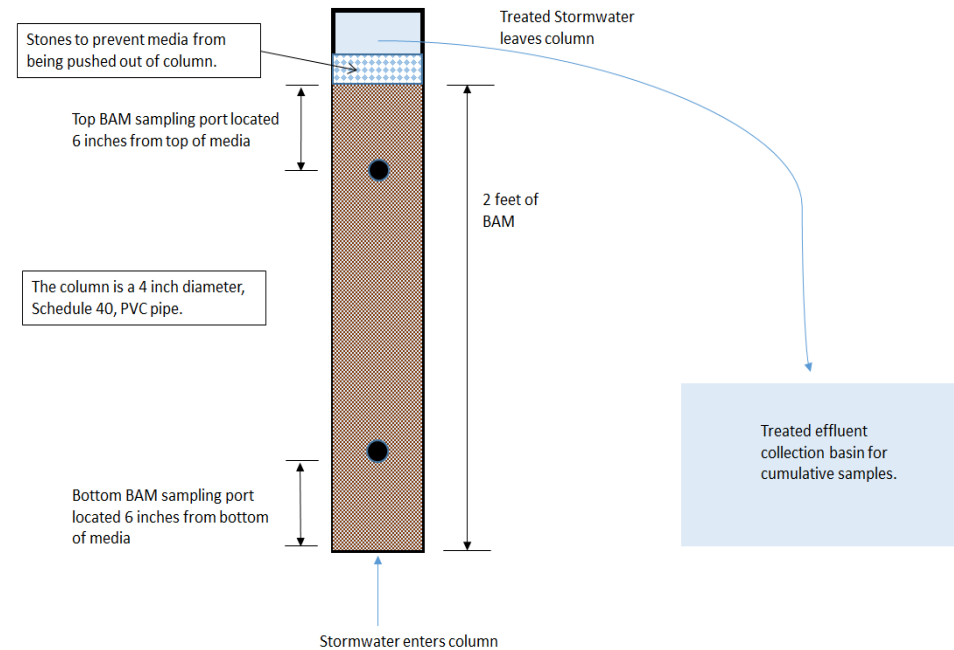 Treated Stormwater
leaves column
Stones to prevent media from
being pushed out of column.
Top BAM sampling port located
6 inches from top of media
2 feet of
BAM
The column is a 4 inch diameter,
Schedule 40, PVC pipe.
Treated effluent
collection basin for
cumulative samples.
Bottom BAM sampling port
located 6 inches from bottom
of media
Stormwater enters column